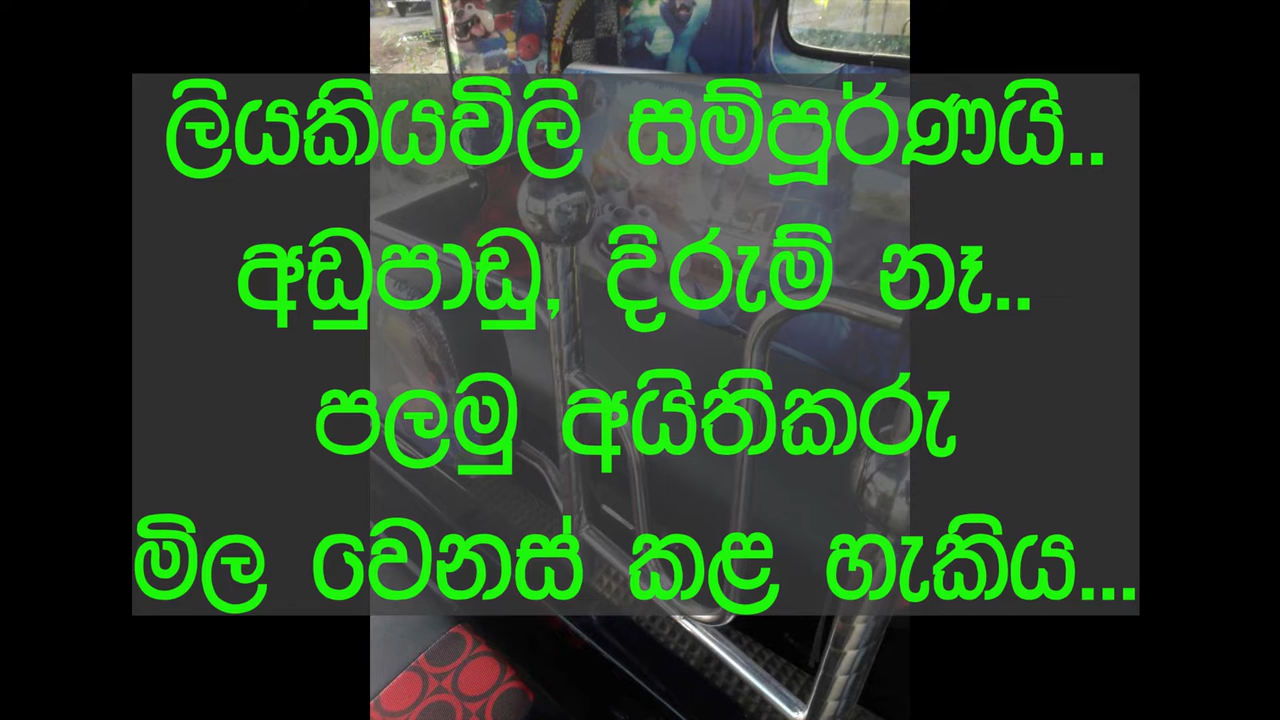 ලියකියවිලි සම්පූර්ණයි..
අඩුපාඩු, දිරුම් නෑ..
පලමු අයිතිකරු
මිල වෙනස් කළ හැකිය...